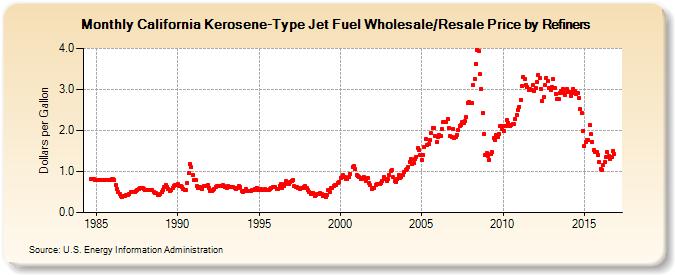 Monthly California Kerosene-Type Jet Fuel Wholesale/Resale Price by Refiners
Dollars per Gallon
4.0
3.0
2.0
1.0
0.0
1985 1990 1995 2000 2005 2010 2015
Source: U.S. Energy Information Administration